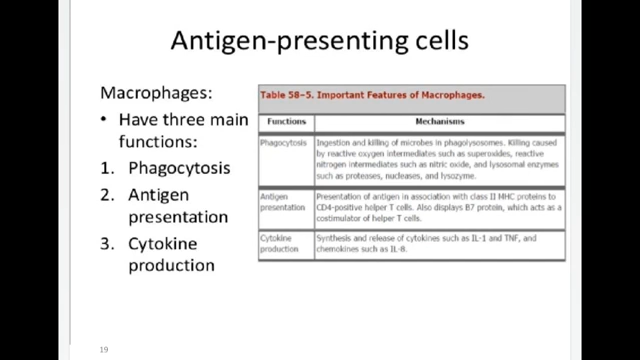 Antigen-presenting cells
Macrophages:
• Have three main
functions:
1. Phagocytosis
2. Antigen
presentation
3. Cytokine
production
Table 58–5. Important Features of Macrophages.
Functions Mechanisms
Phagocytosis Ingestion and killing of microbes in phagolysosomes. Killing caused
by reactive oxygen intermediates such as superoxides, reactive
nitrogen intermediates such as nitric oxide, and lysosomal enzymes
such as proteases, nucleases, and lysozyme.
Antigen Presentation of antigen in association with class II MHC proteins to
presentation CD4-positive helper T cells. Also displays B7 protein, which acts as a
costimulator of helper T cells.
Cytokine Synthesis and release of cytokines such as IL-1 and TNF, and
production chemokines such as IL-8.
19